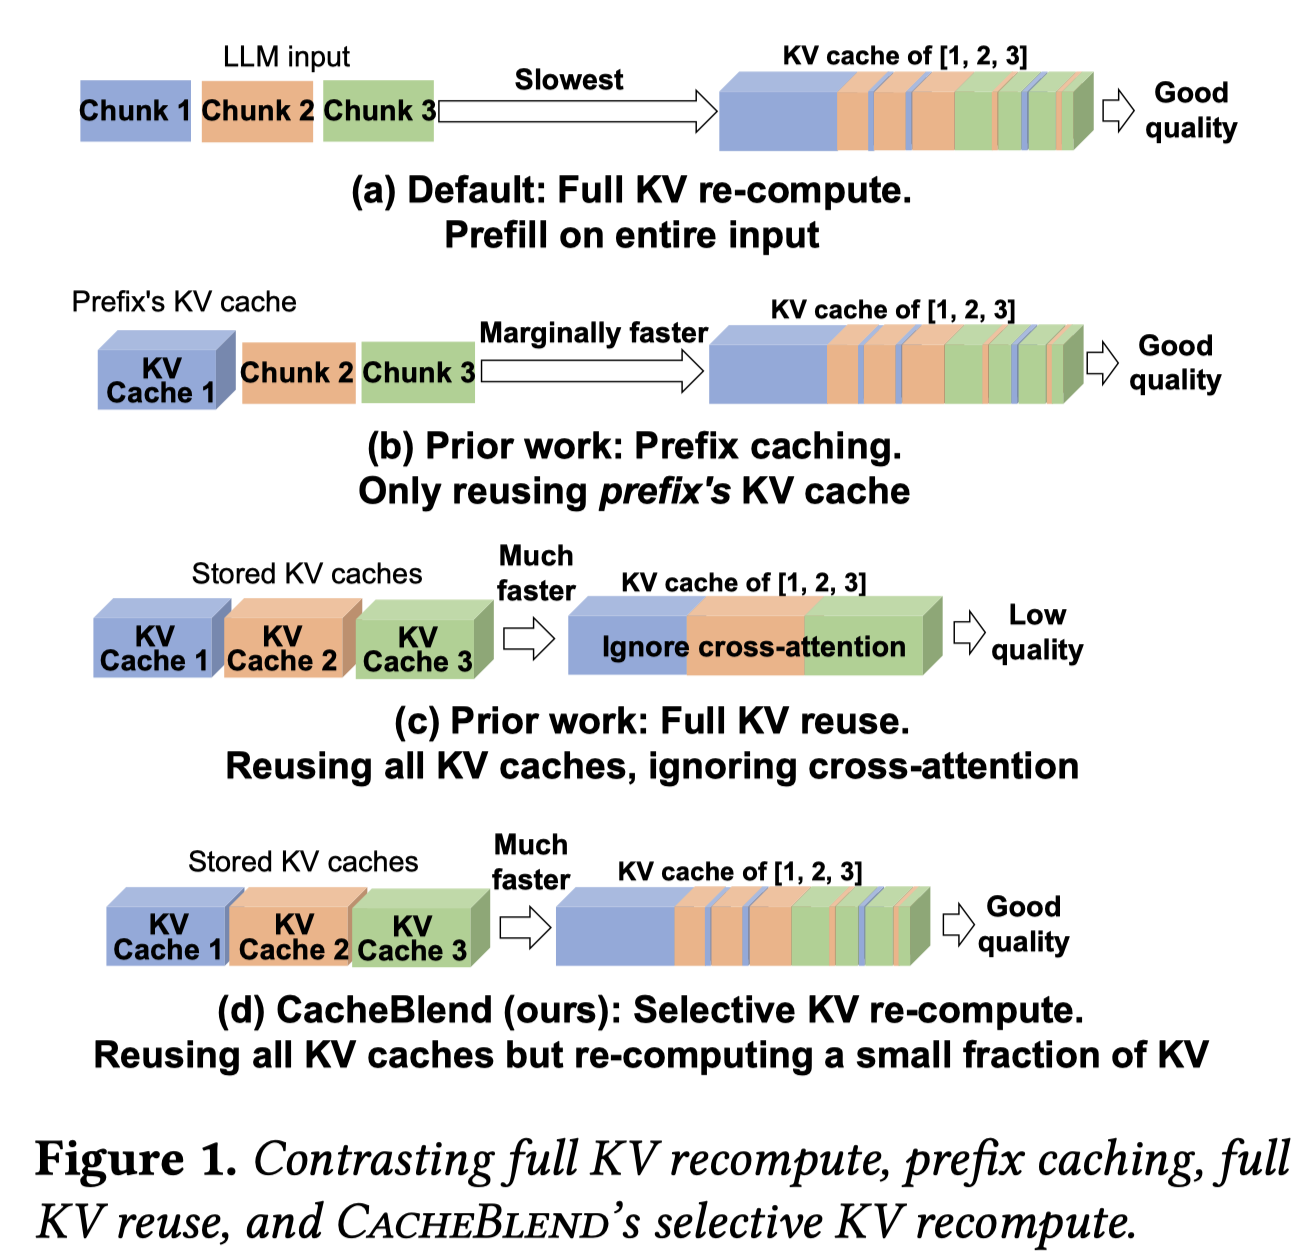 LLM input
Chunk 1 Chunk 2 Chunk 3
Slowest
KV cache of [1, 2, 3]
Good
quality
(a) Default: Full KV re-compute.
Prefill on entire input
Prefix's KV cache
KV
Cache 1
Chunk 2 Chunk 3
Marginally faster
KV cache of [1, 2, 3]
Good
quality
(b) Prior work: Prefix caching.
Only reusing prefix's KV cache
Stored KV caches
KV
Cache 1
KV
Cache 2
KV
Cache 3
Much
faster
KV cache of [1, 2, 3]
Ignore cross-attention
Low
quality
(c) Prior work: Full KV reuse.
Reusing all KV caches, ignoring cross-attention
Stored KV caches
KV
Cache 1
KV
Cache 2
KV
Cache 3
Much
faster
KV cache of [1, 2, 3]
Good
quality
(d) CacheBlend (ours): Selective KV re-compute.
Reusing all KV caches but re-computing a small fraction of KV
Figure 1. Contrasting full KV recompute, prefix caching, full
KV reuse, and CACHEBLEND's selective KV recompute.